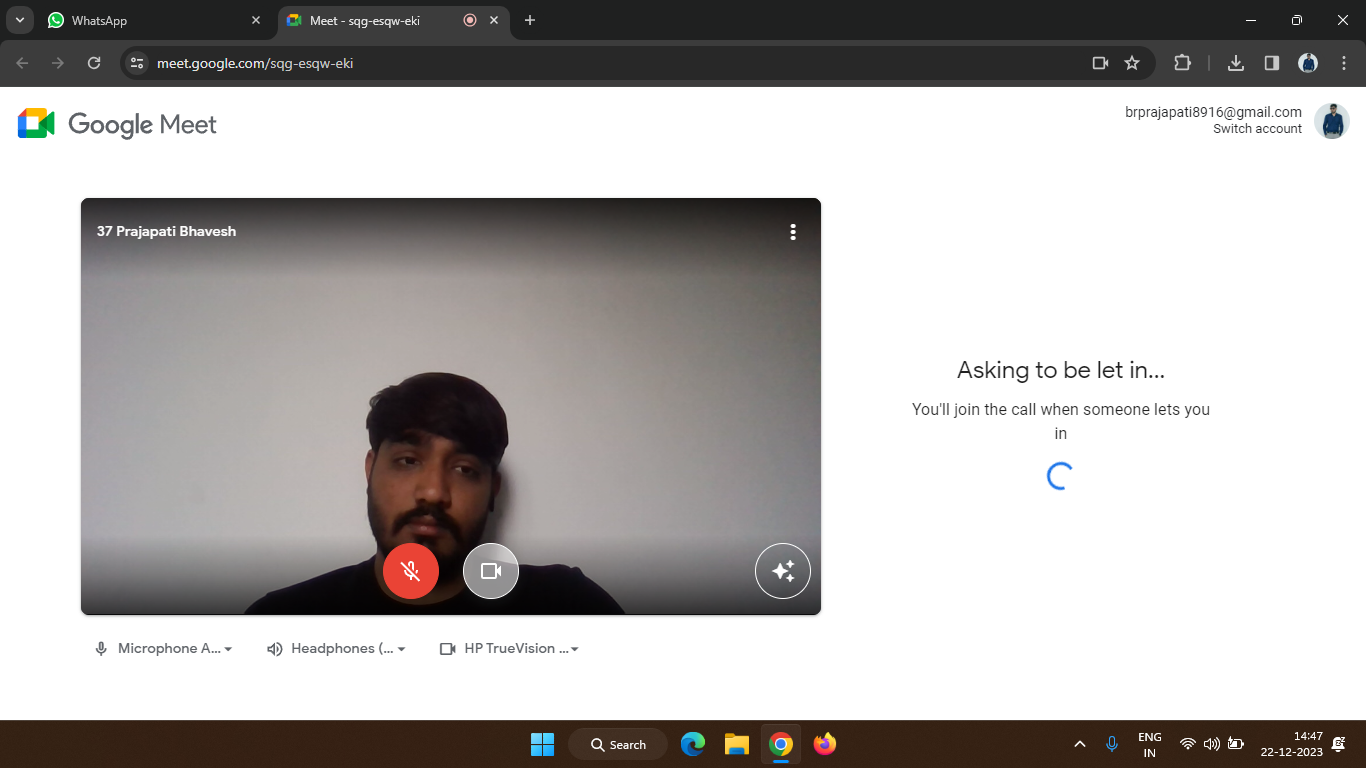 WhatsApp
Meet - sqg-esqw-eki
meet.google.com/sqg-esqw-eki
Google Meet
brprajapati8916@gmail.com
Switch account
37 Prajapati Bhavesh
Asking to be let in...
You'll join the call when someone lets you
in
Microphone A...
Headphones (...
HP TrueVision ...
Search
ENG
IN
14:47
22-12-2023